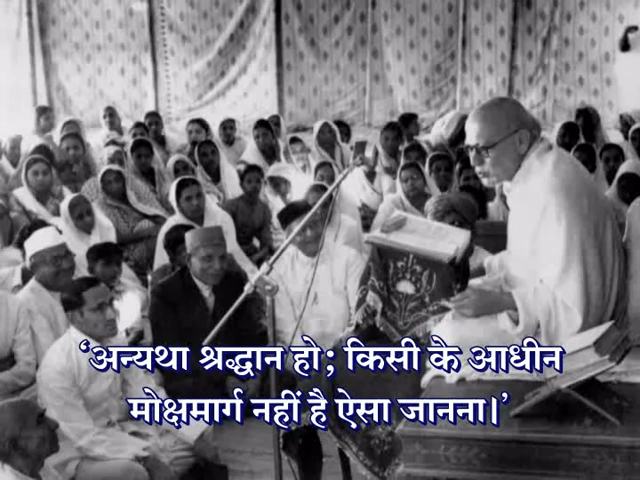 ‘अन्यथा श्रद्धान हो; किसी के आधीन
मोक्षमार्ग नहीं है ऐसा जानना।’